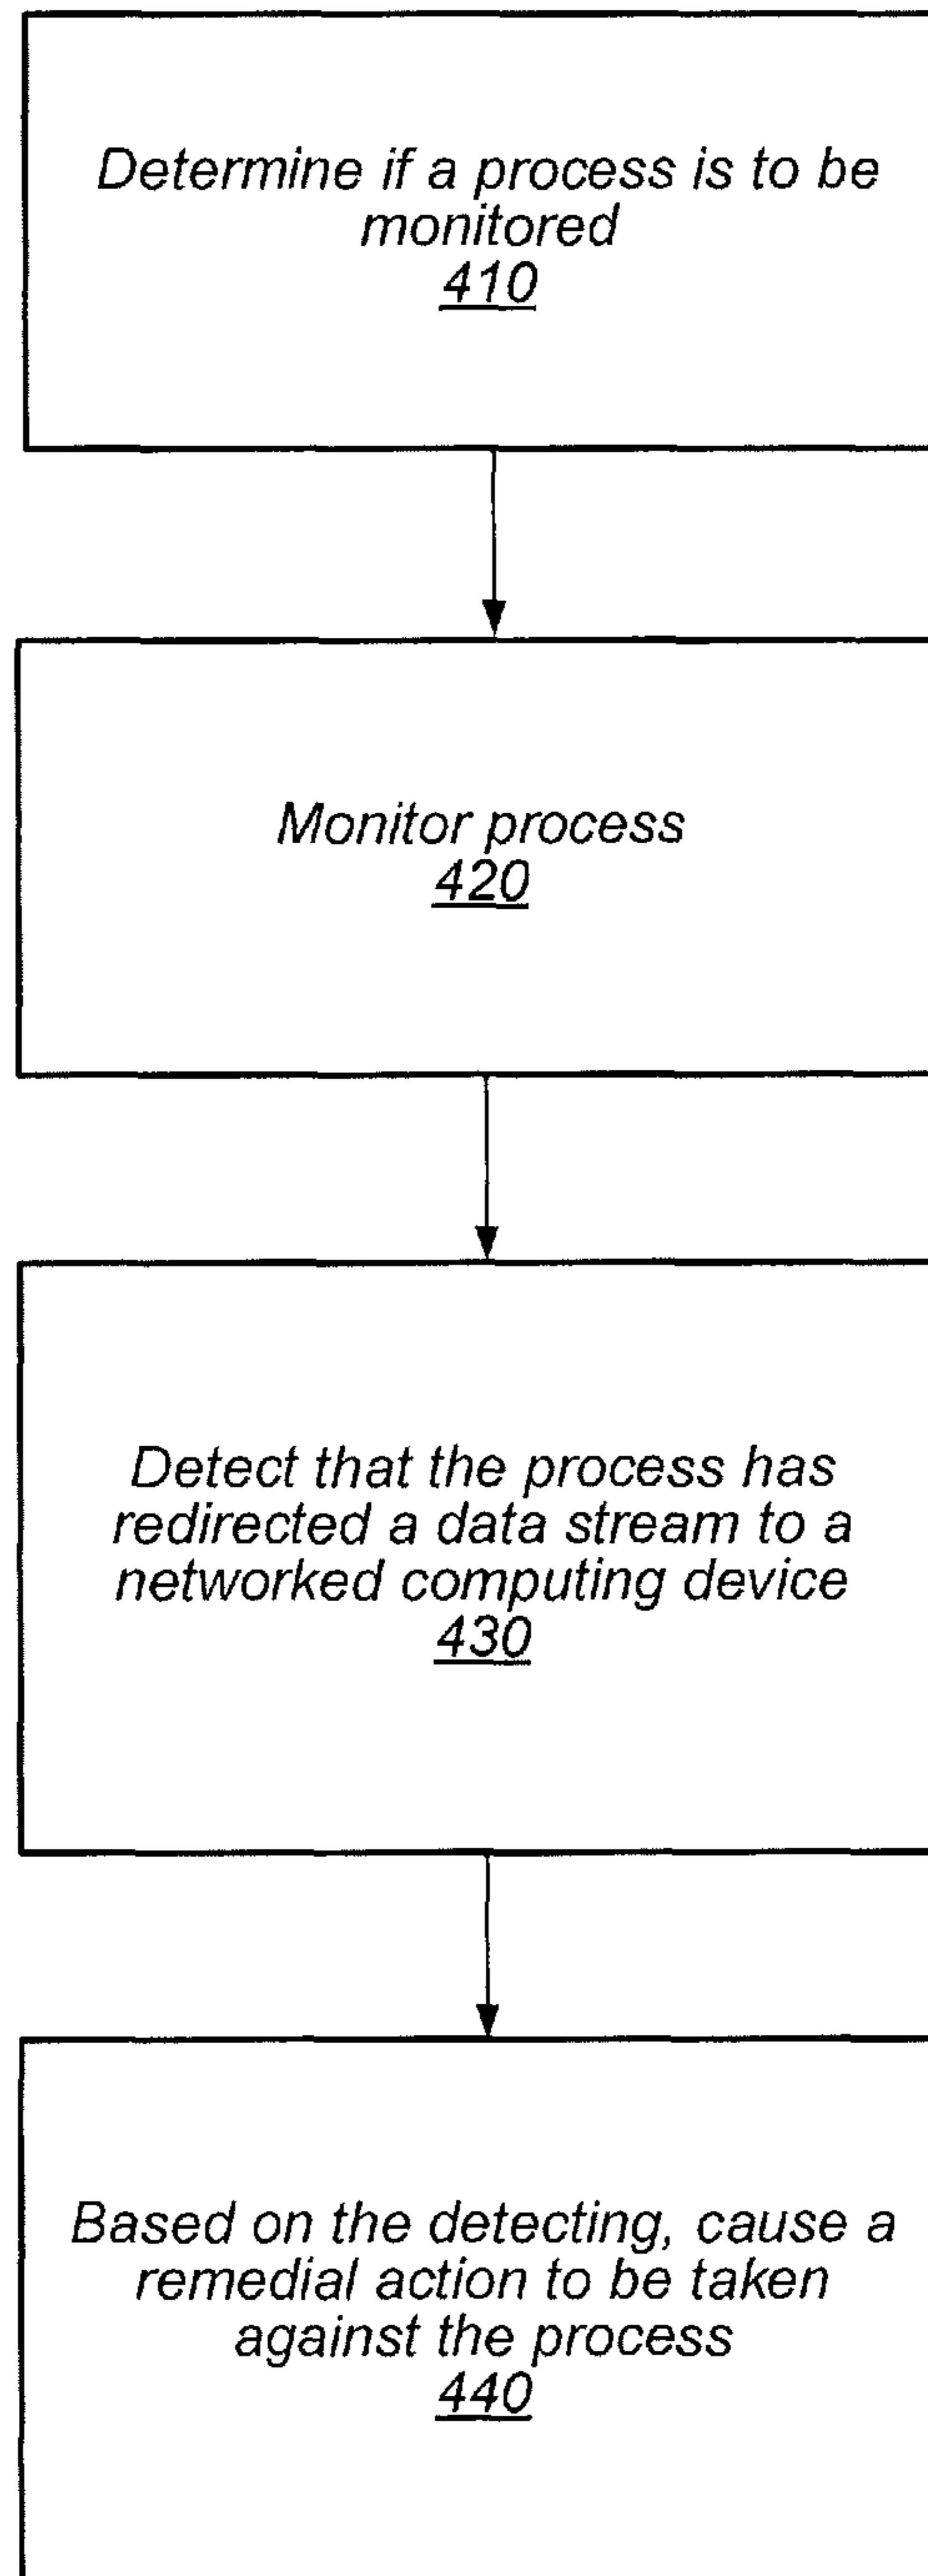 Determine if a process is to be
monitored
410
Monitor process
420
Detect that the process has
redirected a data stream to a
networked computing device
430
Based on the detecting, cause a
remedial action to be taken
against the process
440